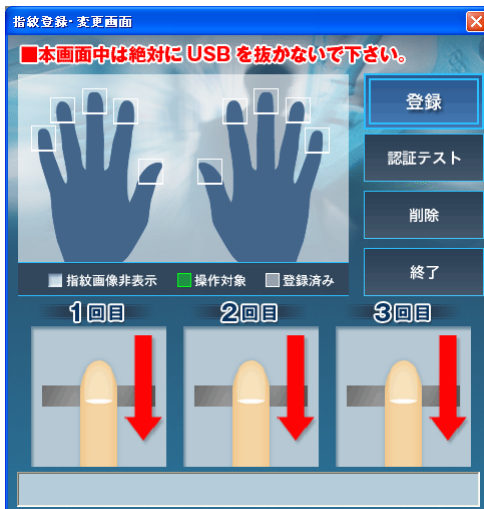 指紋登録・変更画面
■本画面中は絶対に USB を抜かないで下さい。
登録
認証テスト
削除
終了
指紋画像非表示 操作対象 登録済み
1回目 2回目 3回目